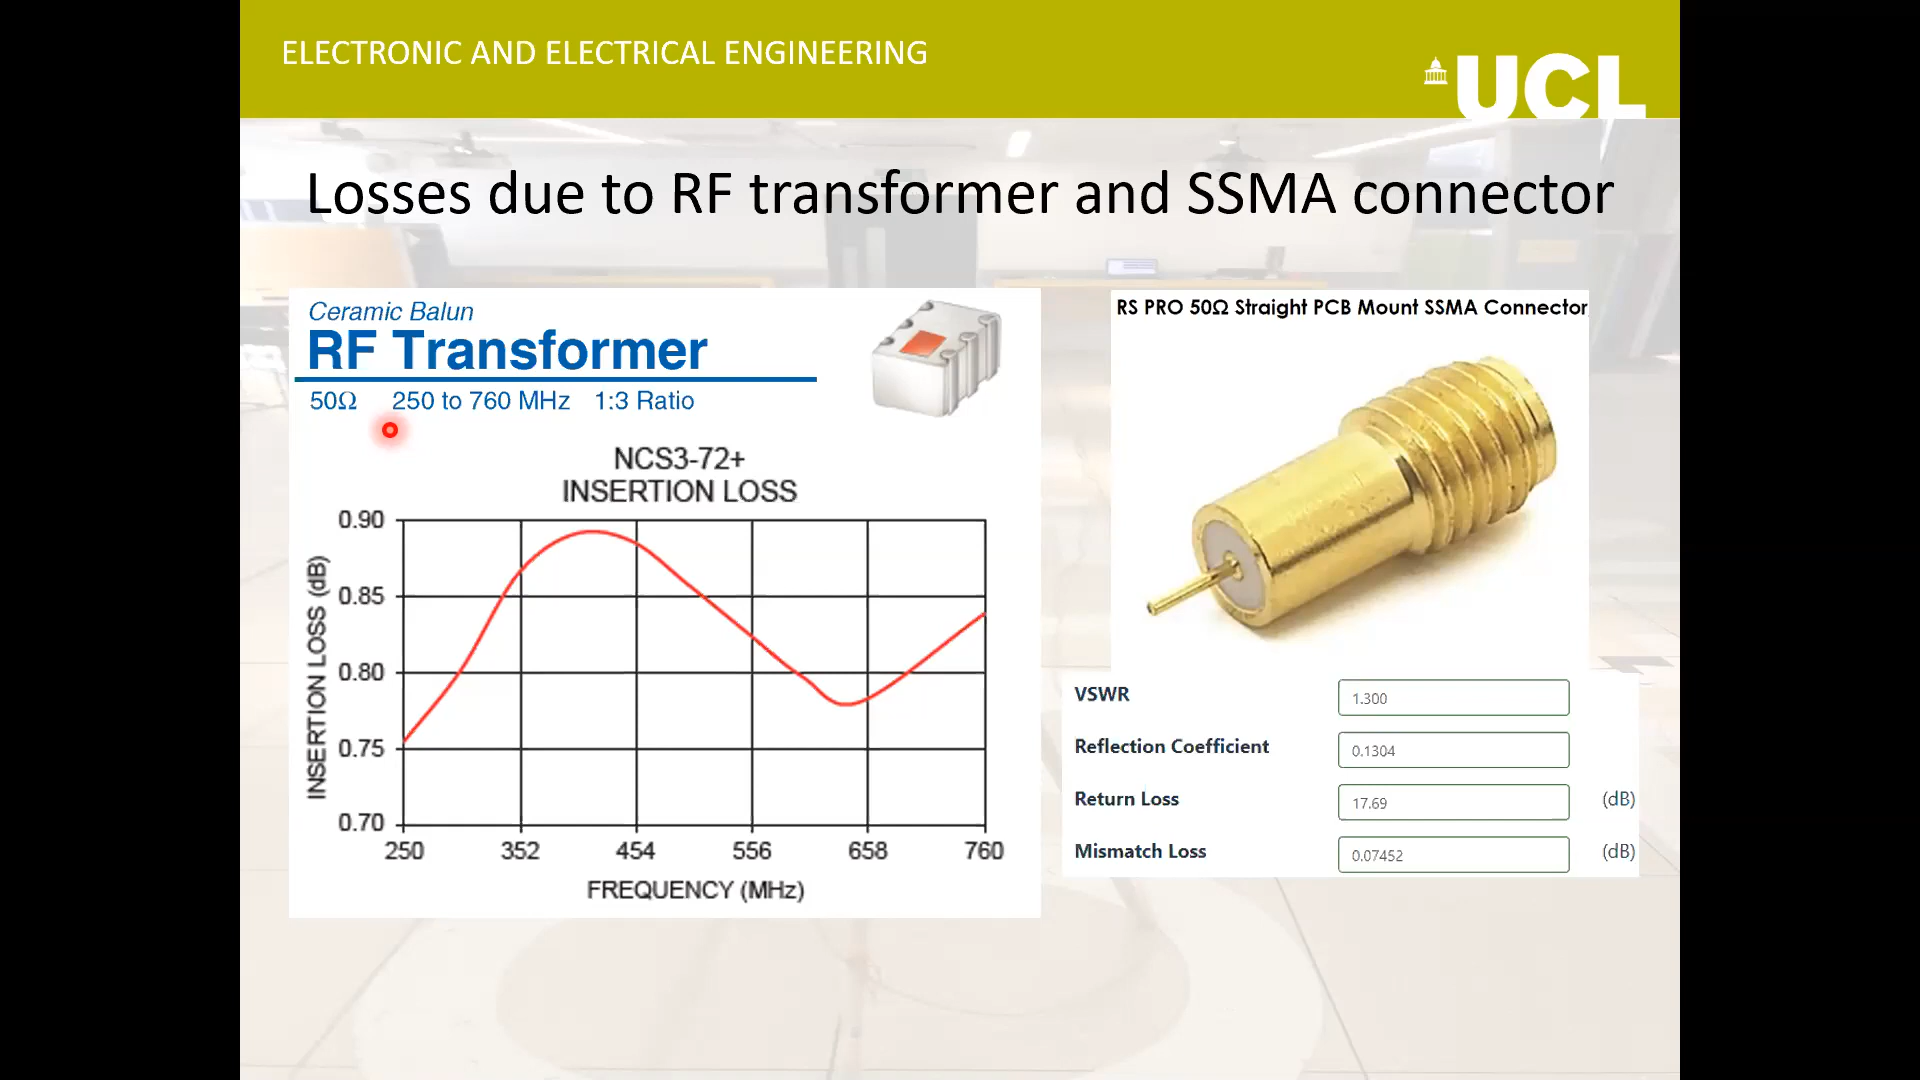 ELECTRONIC AND ELECTRICAL ENGINEERING
UCL
Losses due to RF transformer and SSMA connector
Ceramic Balun
RF Transformer
50Ω 250 to 760 MHz 1:3 Ratio
NCS3-72+
INSERTION LOSS
INSERTION LOSS (dB)
0.90
0.85
0.80
0.75
0.70
250 352 454 556 658 760
FREQUENCY (MHz)
RS PRO 50Ω Straight PCB Mount SSMA Connector
VSWR 1.300
Reflection Coefficient 0.1304
Return Loss 17.69 (dB)
Mismatch Loss 0.07452 (dB)